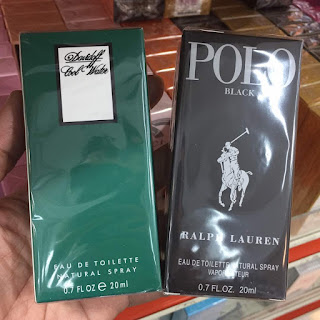 Davidoff
Cool Water
EAU DE TOILETTE
NATURAL SPRAY
0.7 FL OZ ℮ 20ml
POLO
BLACK
RALPH LAUREN
EAU DE TOILETTE NATURAL SPRAY
VAPORISATEUR
0.7 FL.OZ. 20ml